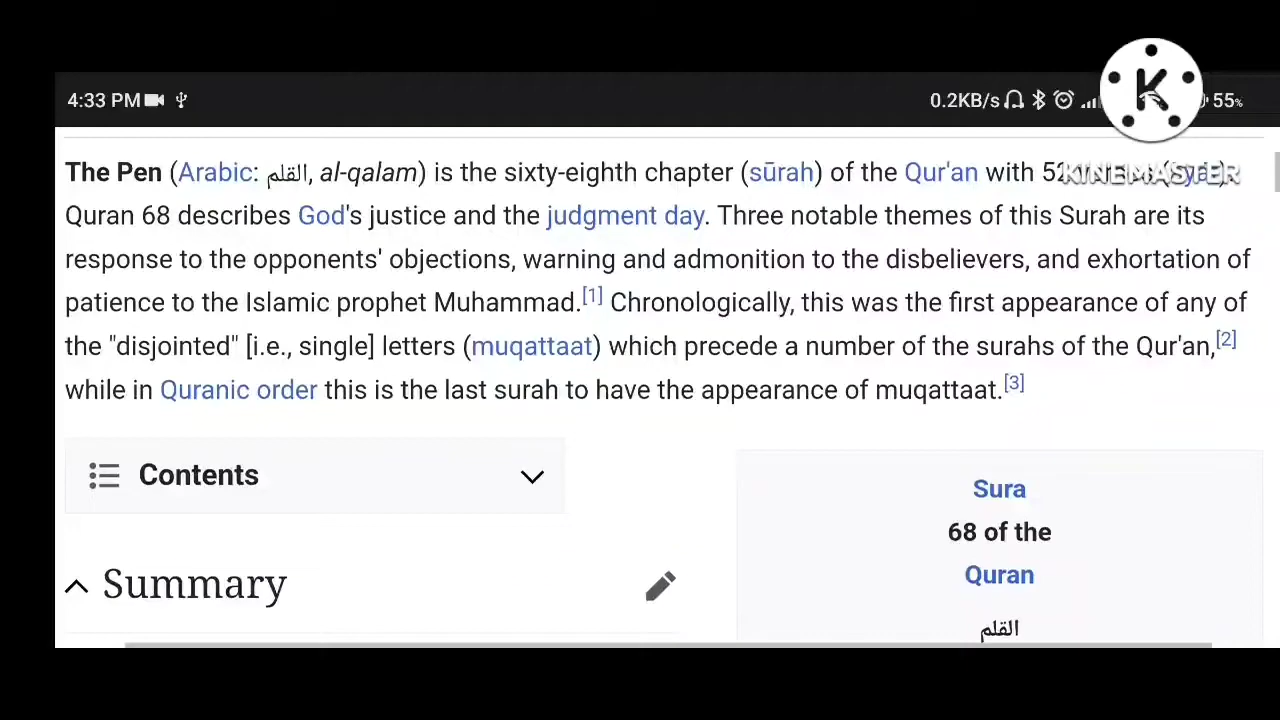 4:33 PM
0.2KB/s
55%
K
KINEMASTER
The Pen (Arabic: القلم, al-qalam) is the sixty-eighth chapter (sūrah) of the Qur'an with
Quran 68 describes God's justice and the judgment day. Three notable themes of this Surah are its
response to the opponents' objections, warning and admonition to the disbelievers, and exhortation of
patience to the Islamic prophet Muhammad.[1] Chronologically, this was the first appearance of any of
the "disjointed" [i.e., single] letters (muqattaat) which precede a number of the surahs of the Qur'an,[2]
while in Quranic order this is the last surah to have the appearance of muqattaat.[3]
Contents
Summary
Sura
68 of the
Quran
القلم